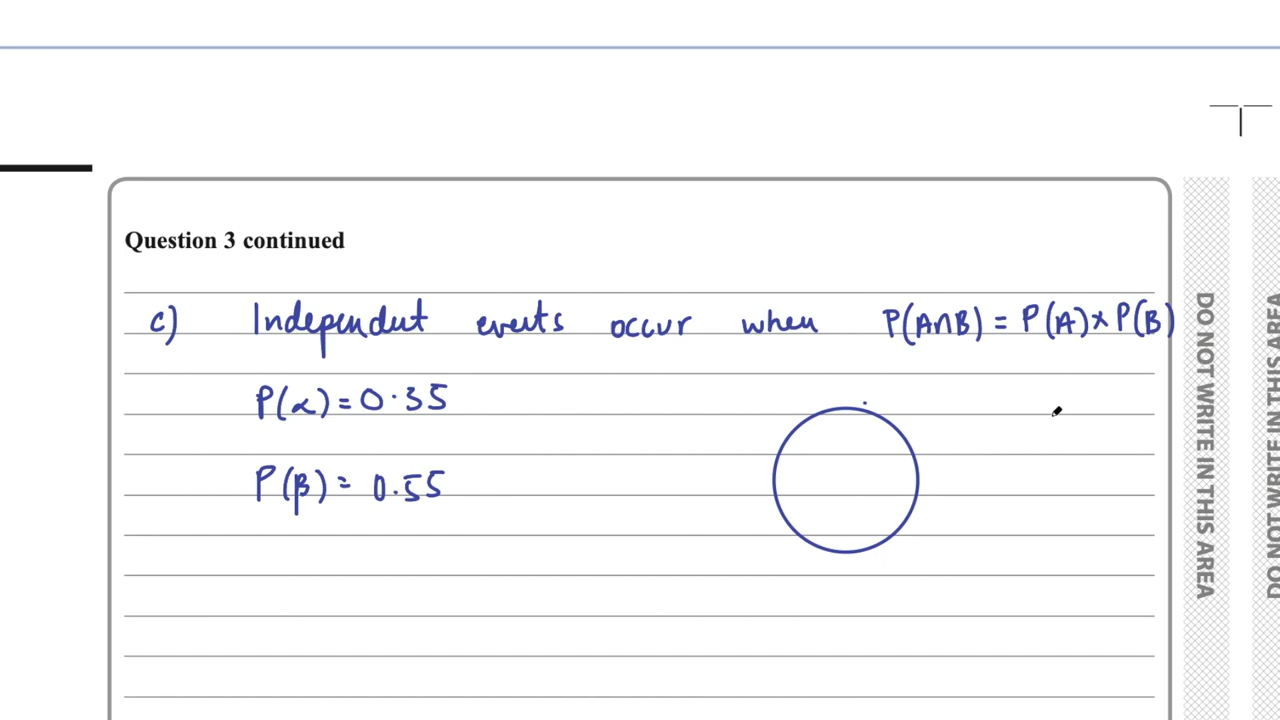 Question 3 continued
c) Independent events occur when P(A∩B) = P(A)×P(B)
P(α) = 0.35
P(β) = 0.55
DO NOT WRITE IN THIS AREA
DO NOT WRITE IN THIS AREA